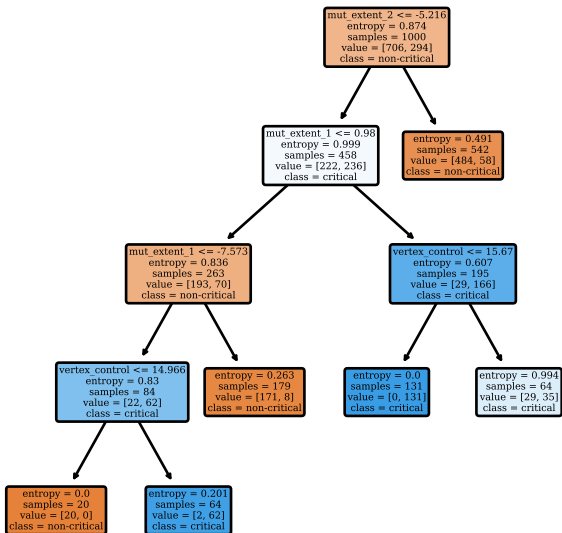 mut_extent_2 <= -5.216
entropy = 0.874
samples = 1000
value = [706, 294]
class = non-critical
mut_extent_1 <= 0.98
entropy = 0.999
samples = 458
value = [222, 236]
class = critical
entropy = 0.491
samples = 542
value = [484, 58]
class = non-critical
mut_extent_1 <= -7.573
entropy = 0.836
samples = 263
value = [193, 70]
class = non-critical
vertex_control <= 15.67
entropy = 0.607
samples = 195
value = [29, 166]
class = critical
vertex_control <= 14.966
entropy = 0.83
samples = 84
value = [22, 62]
class = critical
entropy = 0.263
samples = 179
value = [171, 8]
class = non-critical
entropy = 0.0
samples = 131
value = [0, 131]
class = critical
entropy = 0.994
samples = 64
value = [29, 35]
class = critical
entropy = 0.0
samples = 20
value = [20, 0]
class = non-critical
entropy = 0.201
samples = 64
value = [2, 62]
class = critical